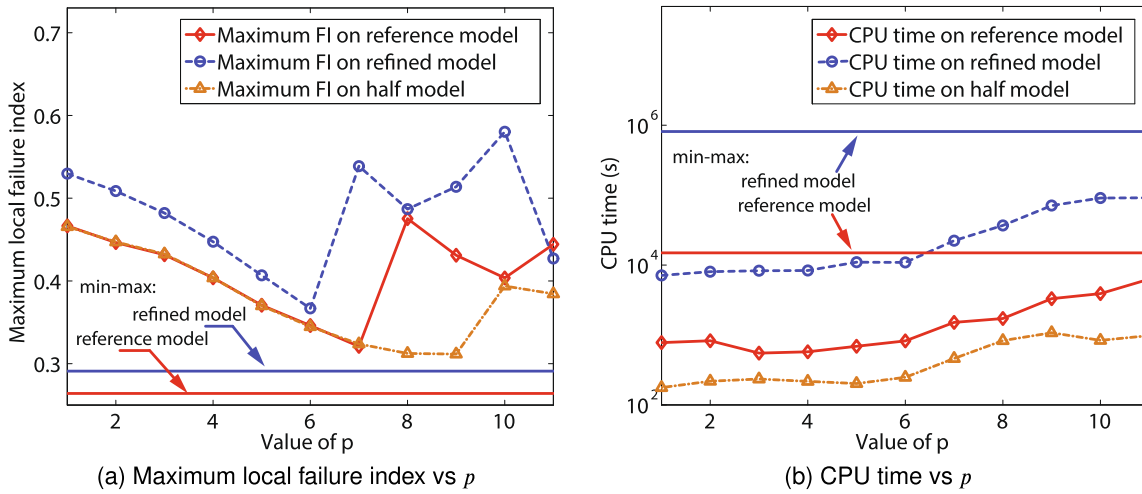 0.7
0.6
0.5
0.4
0.3
Maximum local failure index
Maximum FI on reference model
Maximum FI on refined model
Maximum FI on half model
min-max:
refined model
reference model
2
4
6
8
10
Value of p
(a) Maximum local failure index vs p
10^6
10^4
10^2
CPU time (s)
CPU time on reference model
CPU time on refined model
CPU time on half model
min-max:
refined model
reference model
2
4
6
8
10
Value of p
(b) CPU time vs p